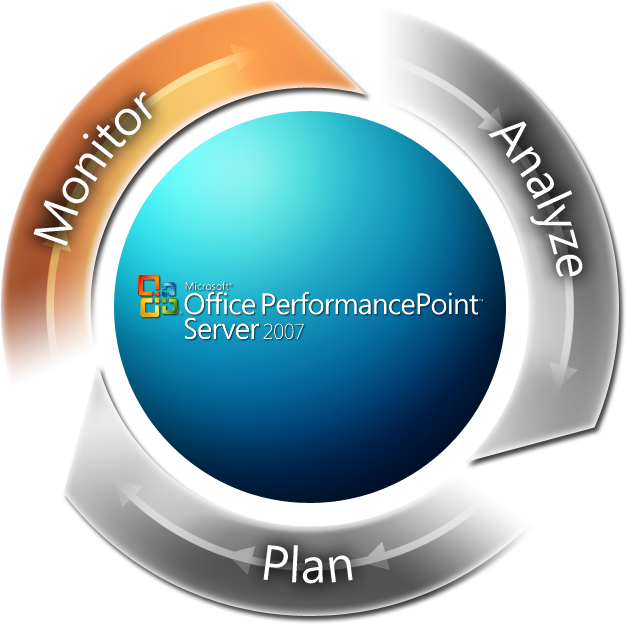 Monitor
Analyze
Microsoft®
Office PerformancePoint™
Server 2007
Plan